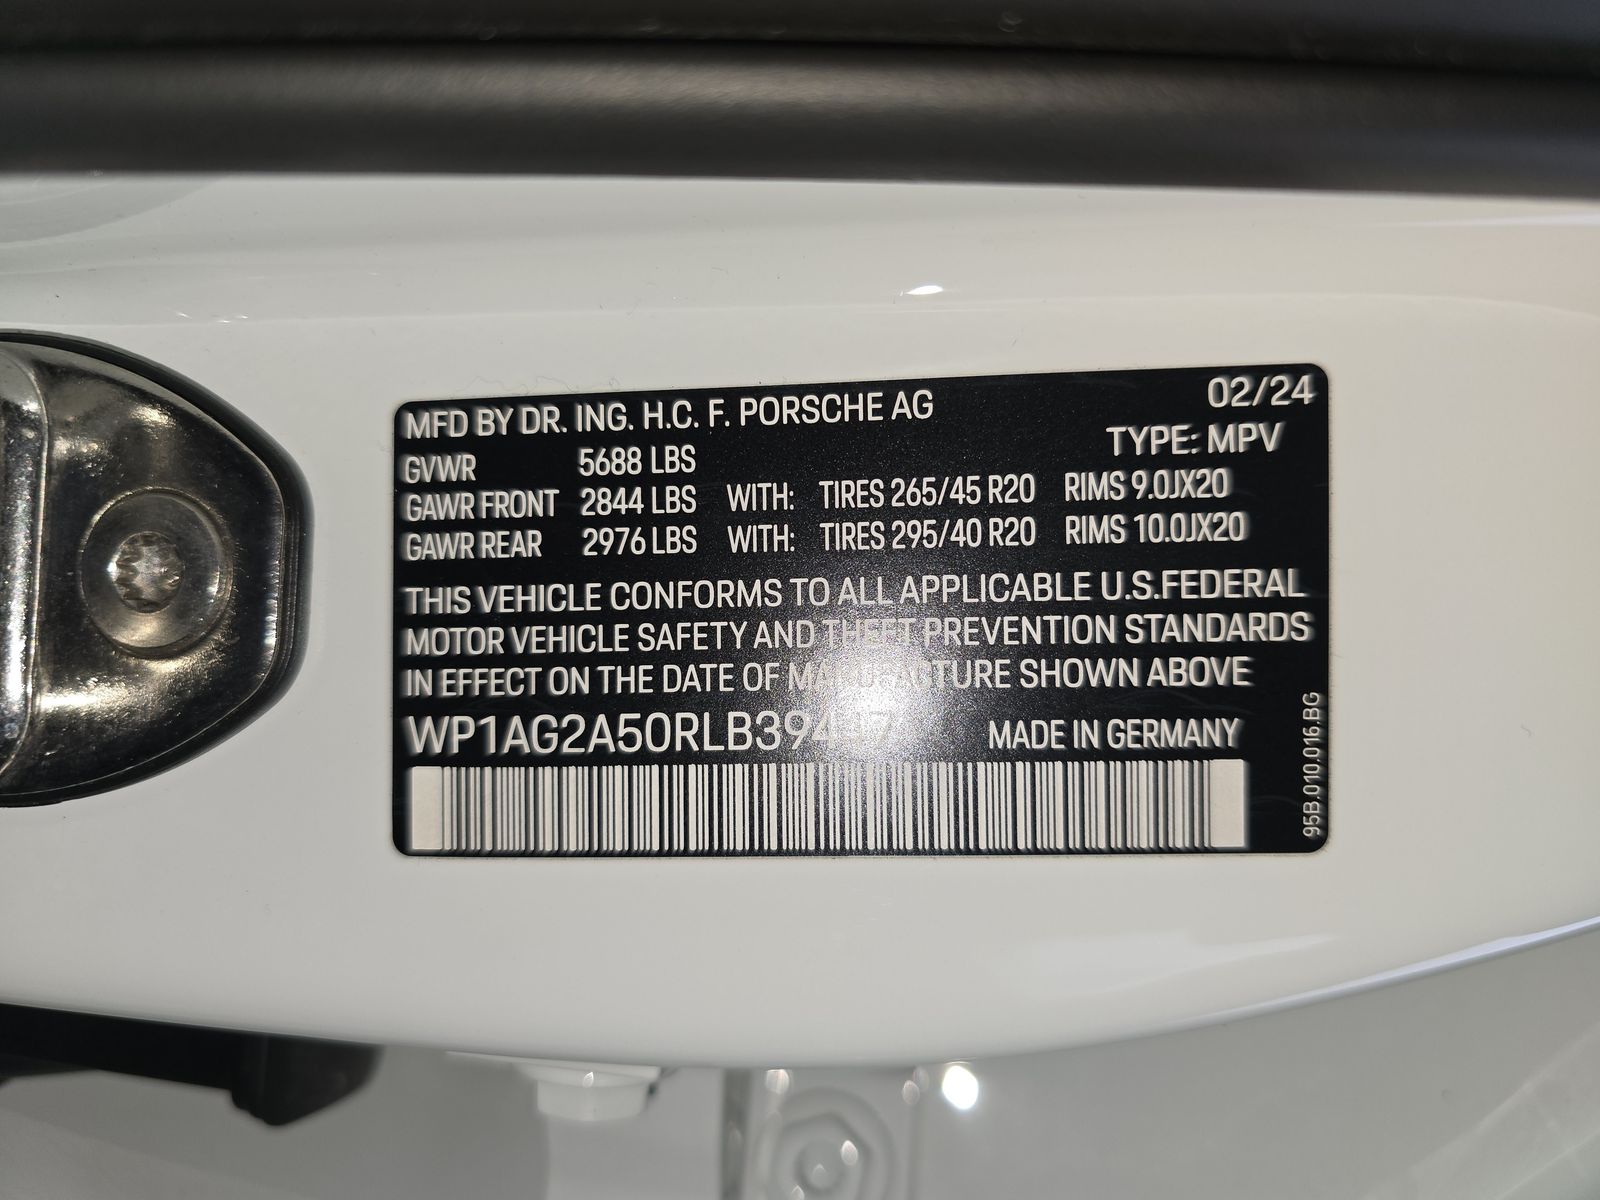 MFD BY DR. ING. H.C. F. PORSCHE AG 02/24
TYPE: MPV
GVWR 5688 LBS
GAWR FRONT 2844 LBS WITH: TIRES 265/45 R20 RIMS 9.0JX20
GAWR REAR 2976 LBS WITH: TIRES 295/40 R20 RIMS 10.0JX20
THIS VEHICLE CONFORMS TO ALL APPLICABLE U.S.FEDERAL
MOTOR VEHICLE SAFETY AND THEFT PREVENTION STANDARDS
IN EFFECT ON THE DATE OF MANUFACTURE SHOWN ABOVE
MADE IN GERMANY
95B.010.016.BG